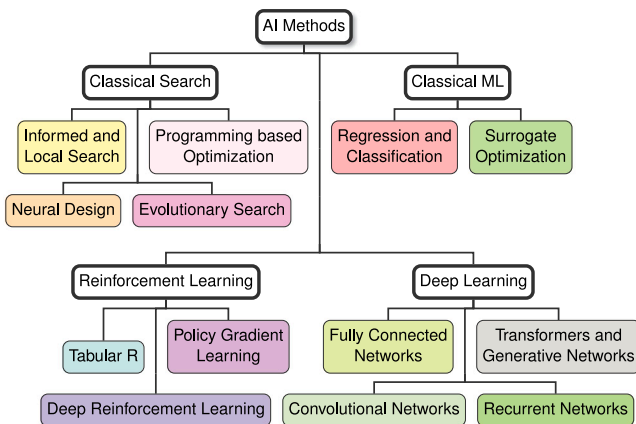 AI Methods
Classical Search
Classical ML
Informed and
Local Search
Programming based
Optimization
Regression and
Classification
Surrogate
Optimization
Neural Design
Evolutionary Search
Reinforcement Learning
Deep Learning
Tabular R
Policy Gradient
Learning
Fully Connected
Networks
Transformers and
Generative Networks
Deep Reinforcement Learning
Convolutional Networks
Recurrent Networks